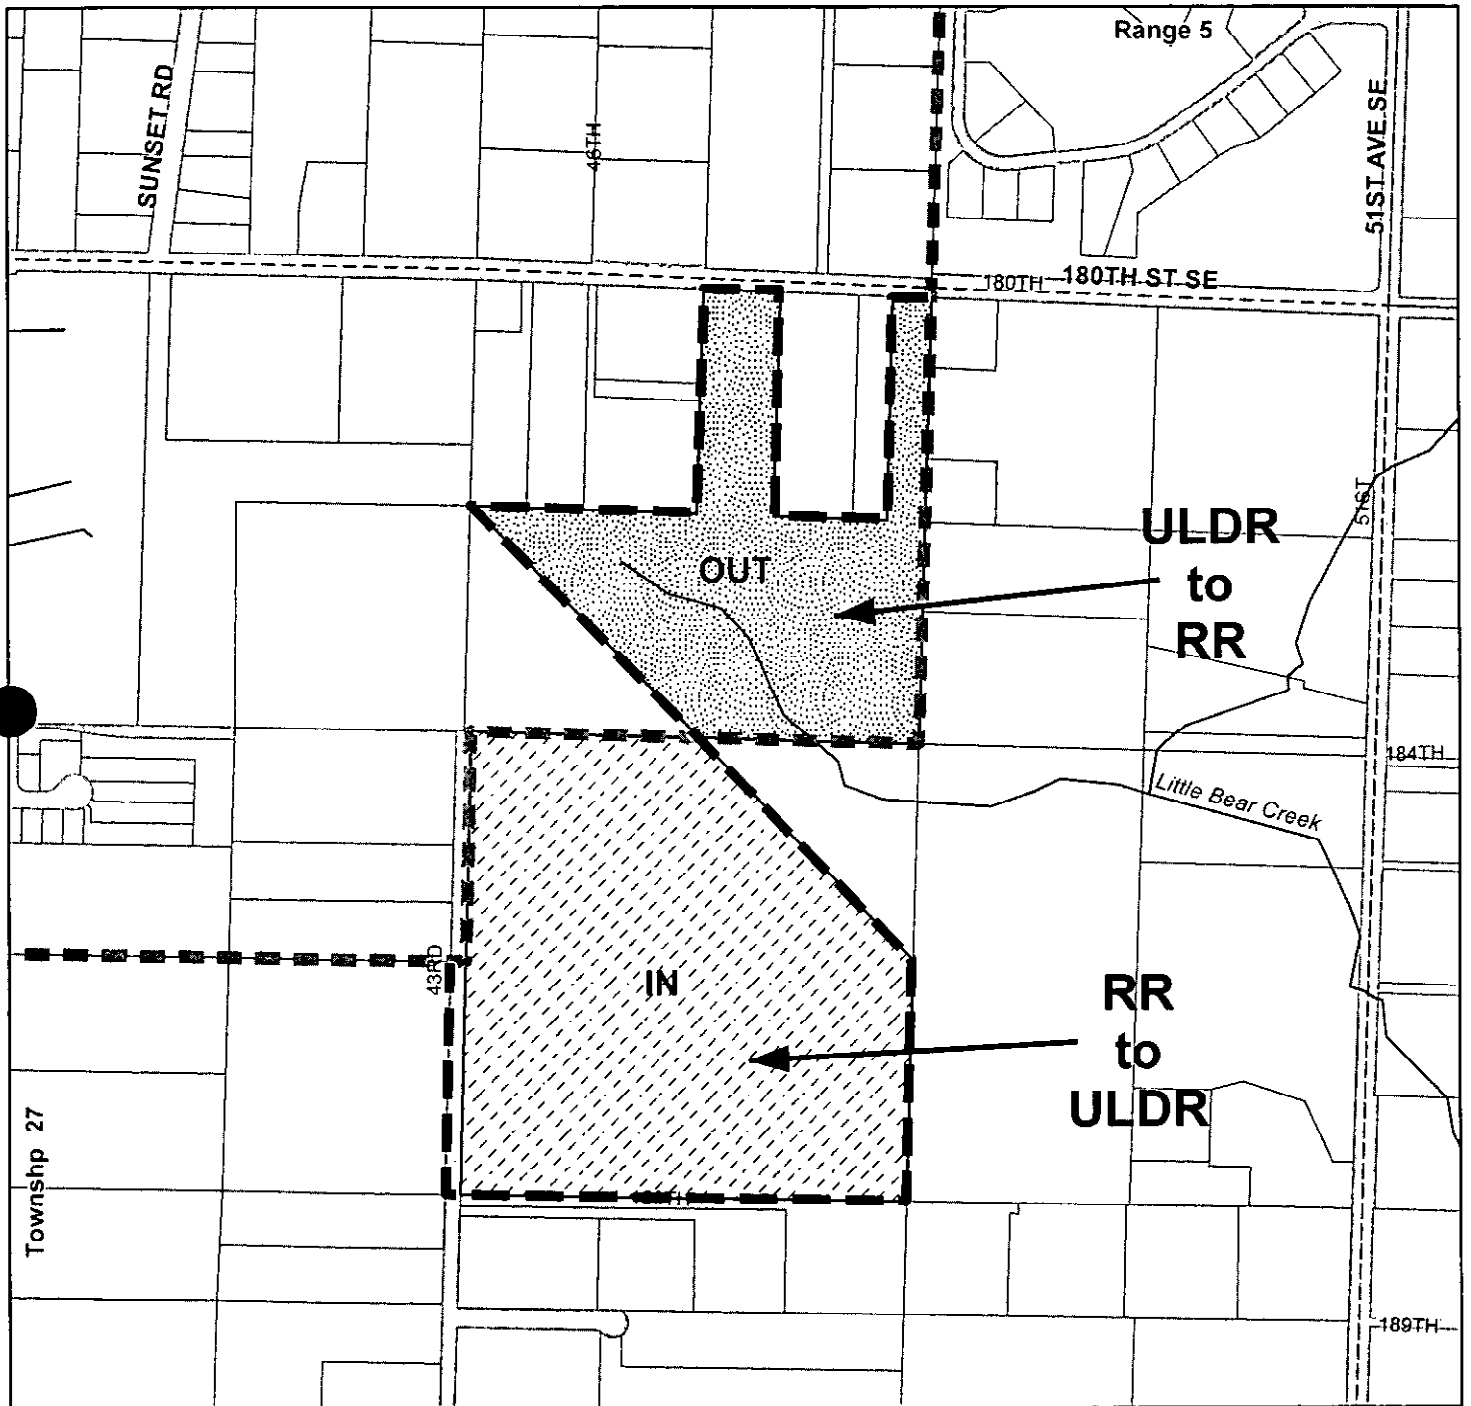 Range 5
SUNSET RD
46TH
51ST AVE SE
180TH
180TH ST SE
51ST
OUT
ULDR
to
RR
184TH
Little Bear Creek
43RD
IN
RR
to
ULDR
Townshp 27
189TH